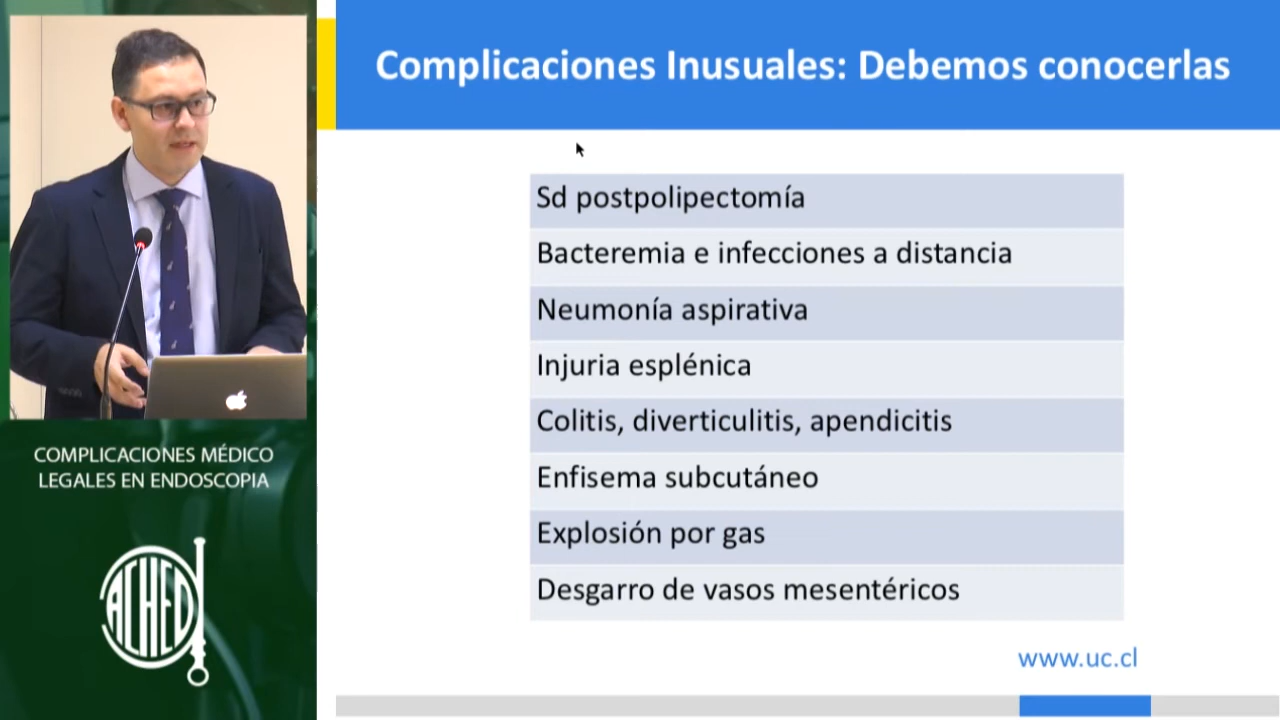 Complicaciones Inusuales: Debemos conocerlas
Sd postpolipectomía
Bacteremia e infecciones a distancia
Neumonía aspirativa
Injuria esplénica
Colitis, diverticulitis, apendicitis
Enfisema subcutáneo
Explosión por gas
Desgarro de vasos mesentéricos
www.uc.cl
COMPLICACIONES MÉDICO
LEGALES EN ENDOSCOPIA
ACHED